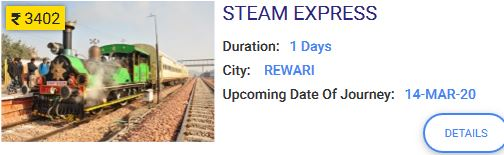 ₹ 3402
STEAM EXPRESS
Duration: 1 Days
City: REWARI
Upcoming Date Of Journey: 14-MAR-20
DETAILS